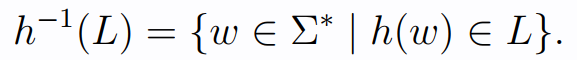 h⁻¹(L) = {w ∈ Σ* | h(w) ∈ L}.